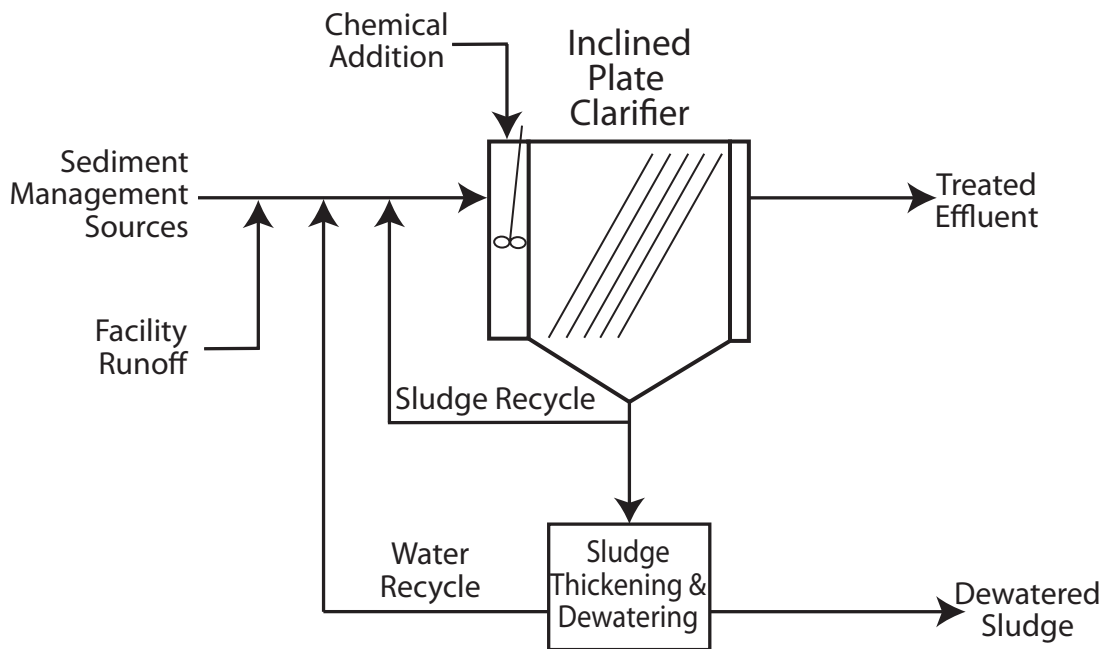 Chemical
Addition
Inclined
Plate
Clarifier
Sediment
Management
Sources
Treated
Effluent
Facility
Runoff
Sludge Recycle
Water
Recycle
Sludge
Thickening &
Dewatering
Dewatered
Sludge